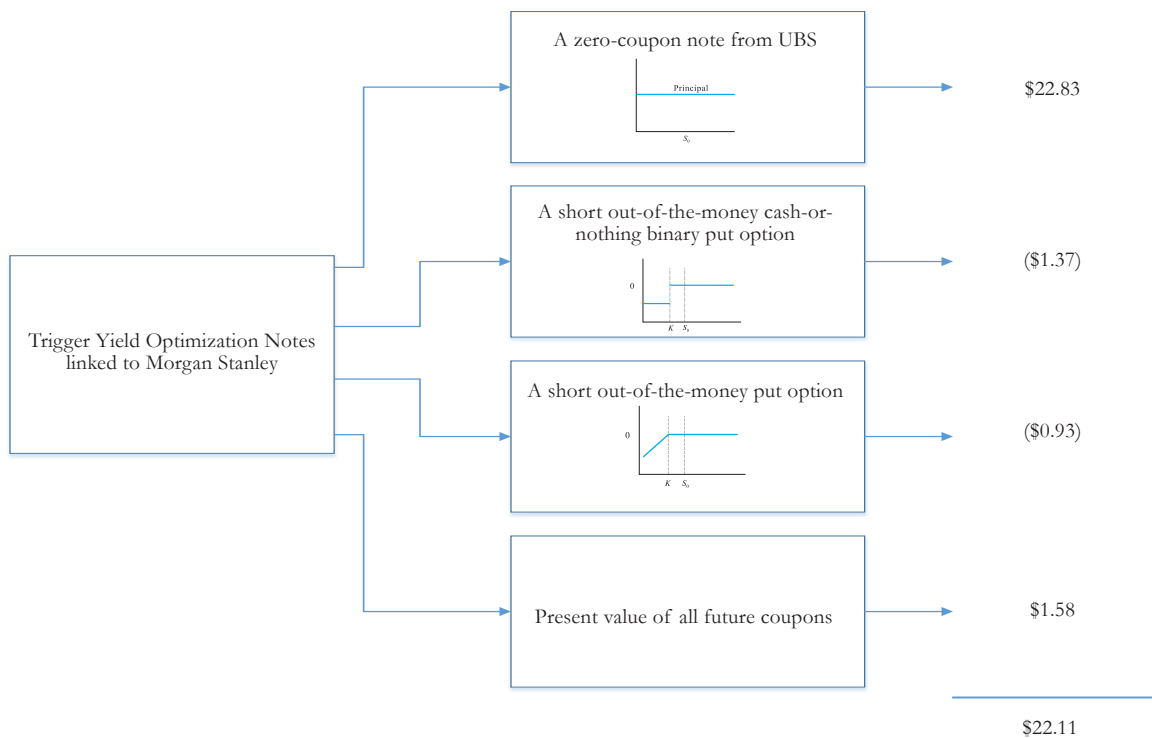 A zero-coupon note from UBS
Principal
S₀
$22.83
A short out-of-the-money cash-or-
nothing binary put option
0
K S₀
($1.37)
Trigger Yield Optimization Notes
linked to Morgan Stanley
A short out-of-the-money put option
0
K S₀
($0.93)
Present value of all future coupons
$1.58
$22.11